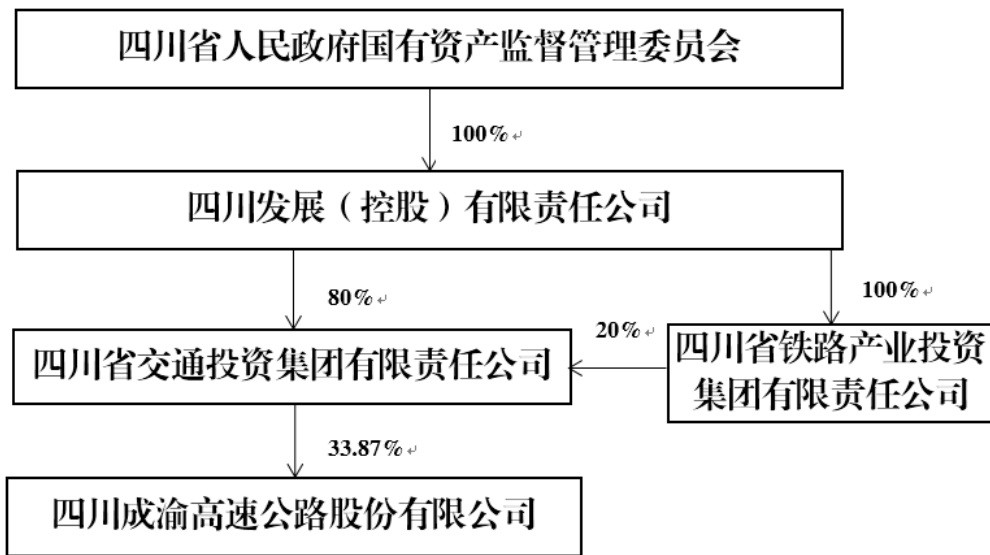 四川省人民政府国有资产监督管理委员会
100%
四川发展（控股）有限责任公司
80%
100%
20%
四川省交通投资集团有限责任公司
四川省铁路产业投资
集团有限责任公司
33.87%
四川成渝高速公路股份有限公司